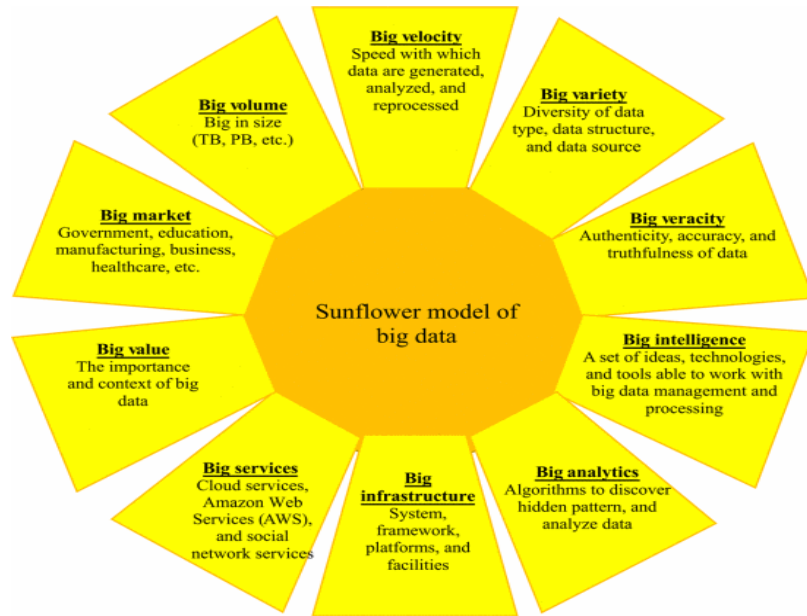 Big velocity
Speed with which
data are generated,
analyzed, and
reprocessed
Big variety
Diversity of data
type, data structure,
and data source
Big veracity
Authenticity, accuracy, and
truthfulness of data
Big intelligence
A set of ideas, technologies,
and tools able to work with
big data management and
processing
Big analytics
Algorithms to discover
hidden pattern, and
analyze data
Big
infrastructure
System,
framework,
platforms, and
facilities
Big services
Cloud services,
Amazon Web
Services (AWS),
and social
network services
Big value
The importance
and context of big
data
Big market
Government, education,
manufacturing, business,
healthcare, etc.
Big volume
Big in size
(TB, PB, etc.)
Sunflower model of
big data